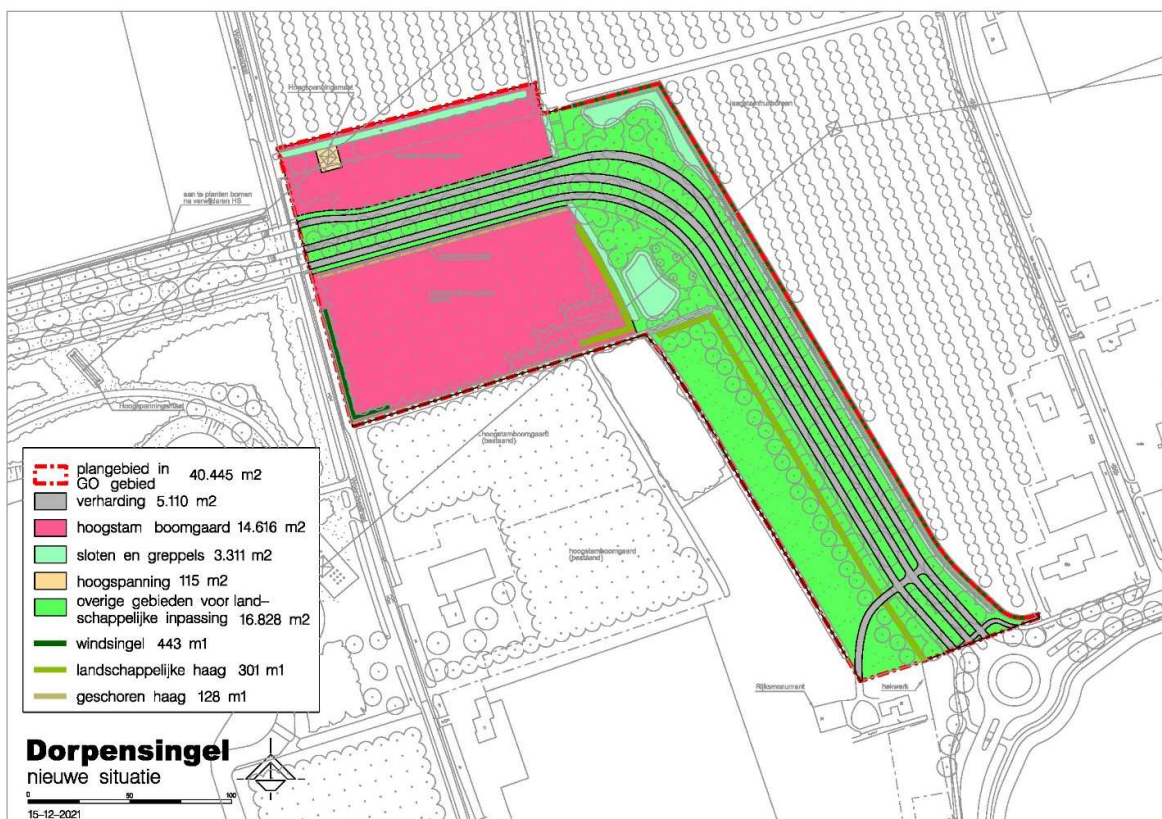 Hoogspanningsmast
laagstamfruitbomen
aan te planten bomen
na verwijderen HS
Hoogspanningsmast
hoogstamboomgaard
(bestaand)
hoogstamboomgaard
(bestaand)
Rijksmonument
hekwerk
plangebied in
GO gebied 40.445 m2
verharding 5.110 m2
hoogstam boomgaard 14.616 m2
sloten en greppels 3.311 m2
hoogspanning 115 m2
overige gebieden voor land–
schappelijke inpassing 16.828 m2
windsingel 443 m1
landschappelijke haag 301 m1
geschoren haag 128 m1
Dorpensingel
nieuwe situatie
0 50 100
15–12–2021